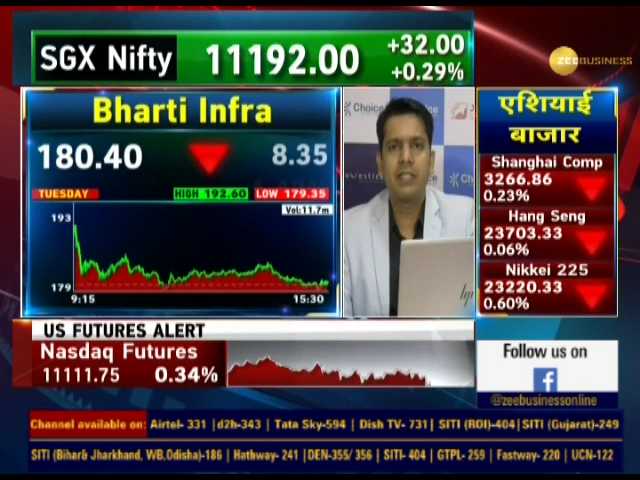 SGX Nifty 11192.00 +32.00
+0.29%
ZEEBUSINESS
Bharti Infra
180.40 8.35
TUESDAY HIGH 192.60 LOW 179.35
Vol:11.7m
193
179
9:15 15:30
Choice
hp
एशियाई
बाजार
Shanghai Comp
3266.86
0.23%
Hang Seng
23703.33
0.06%
Nikkei 225
23220.33
0.60%
US FUTURES ALERT
Nasdaq Futures
11111.75 0.34%
Follow us on
f
@zeebusinessonline
Channel available on: Airtel- 331 | d2h-343 | Tata Sky-594 | Dish TV- 731| SITI (ROI)-404| SITI (Gujarat)-249
SITI (Bihar& Jharkhand, WB,Odisha)-186 | Hathway- 241 |DEN-355/ 356 | SITI- 404 | GTPL- 259 | Fastway- 220 | UCN-122